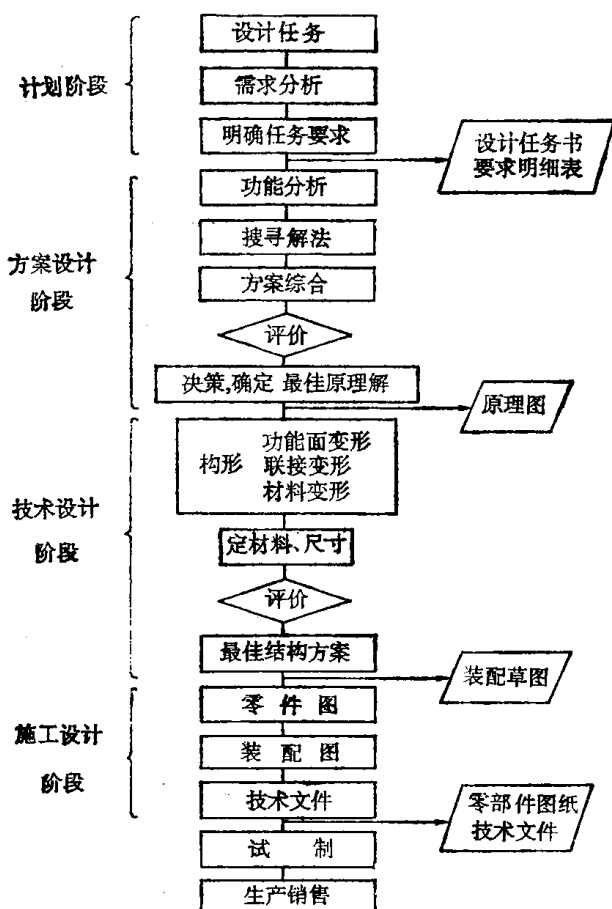 设计任务
计划阶段
需求分析
明确任务要求
设计任务书
要求明细表
功能分析
搜寻解法
方案设计
阶段
方案综合
评价
决策,确定 最佳原理解
原理图
构形
功能面变形
联接变形
材料变形
技术设计
阶段
定材料、尺寸
评价
最佳结构方案
装配草图
零 件 图
施工设计
阶段
装 配 图
技术文件
零部件图纸
技术文件
试 制
生产销售